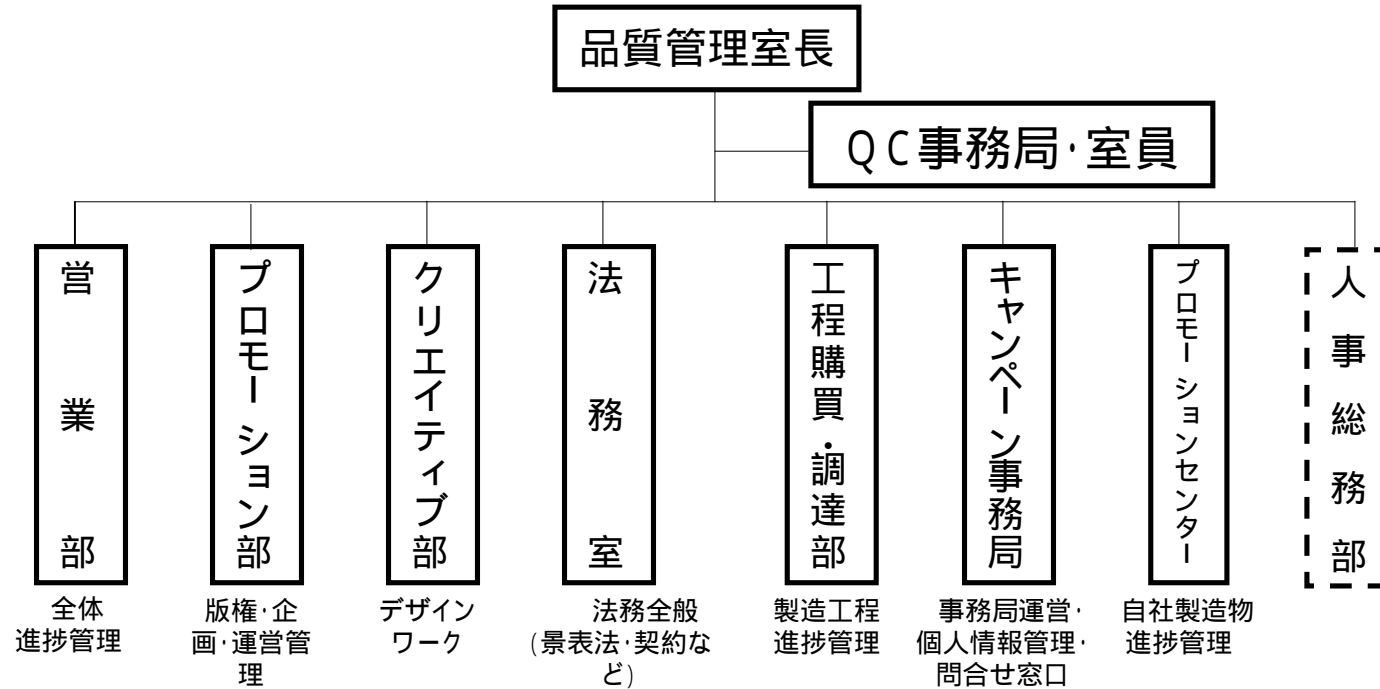 品質管理室長
QC事務局・室員
営業部
プロモーション部
クリエイティブ部
法務室
工程購買・調達部
キャンペーン事務局
プロモーションセンター
人事総務部
全体
進捗管理
版権・企
画・運営管
理
デザイン
ワーク
法務全般
(景表法・契約な
ど)
製造工程
進捗管理
事務局運営・
個人情報管理・
問合せ窓口
自社製造物
進捗管理